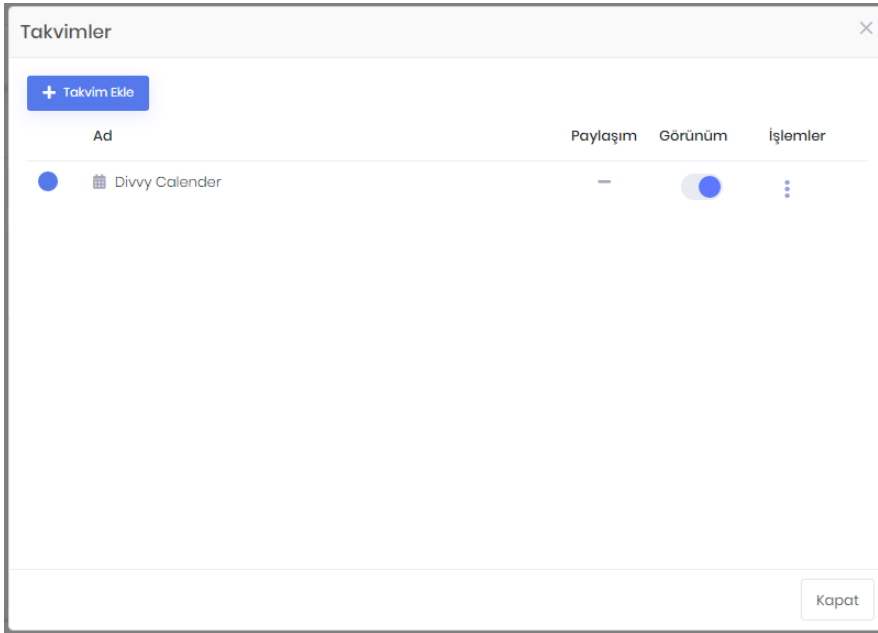 Takvimler
Takvim Ekle
Ad Paylaşım Görünüm İşlemler
Divvy Calender
Kapat